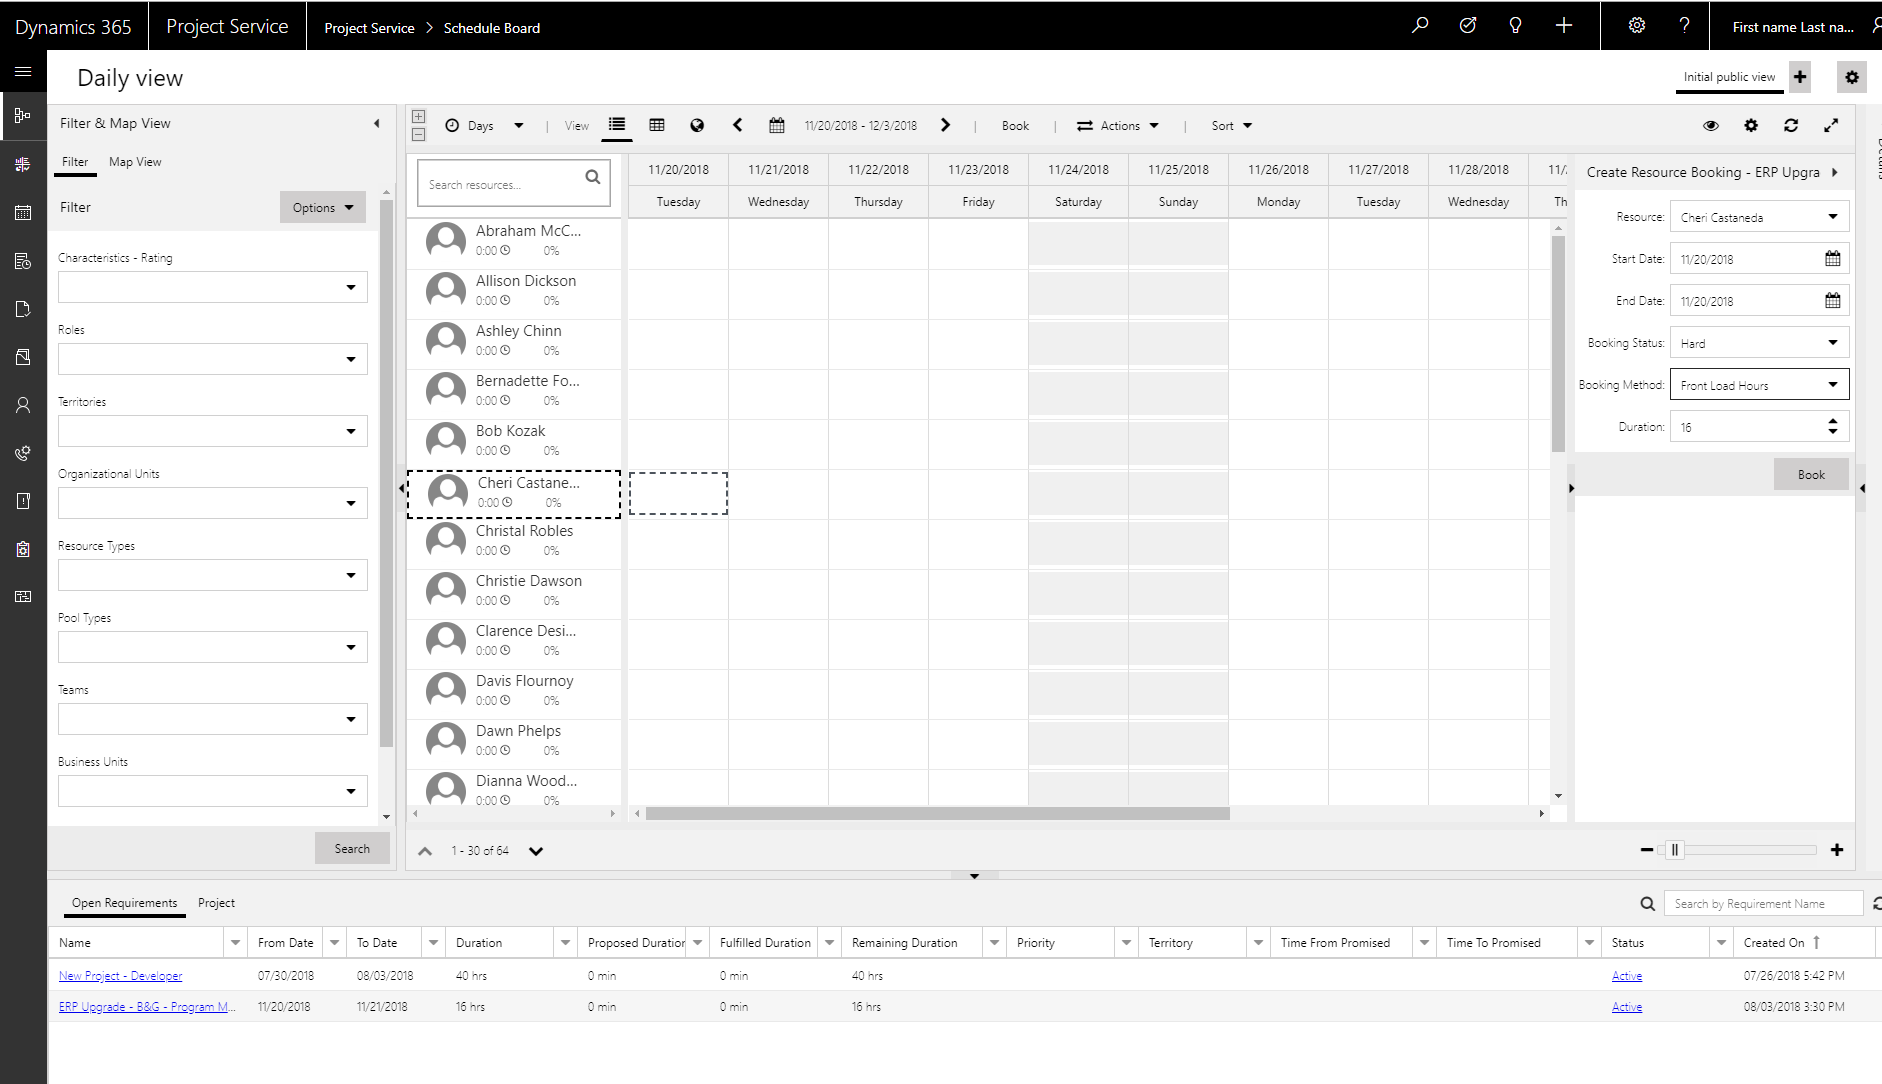 Dynamics 365
Project Service
Project Service > Schedule Board
First name Last na...
Daily view
Initial public view
Filter & Map View
Filter
Map View
Filter
Options
Characteristics - Rating
Roles
Territories
Organizational Units
Resource Types
Pool Types
Teams
Business Units
Search
Days
View
11/20/2018 - 12/3/2018
Book
Actions
Sort
Search resources...
11/20/2018 11/21/2018 11/22/2018 11/23/2018 11/24/2018 11/25/2018 11/26/2018 11/27/2018 11/28/2018 11/
Tuesday Wednesday Thursday Friday Saturday Sunday Monday Tuesday Wednesday Th
Abraham McC...
0:00 0%
Allison Dickson
0:00 0%
Ashley Chinn
0:00 0%
Bernadette Fo...
0:00 0%
Bob Kozak
0:00 0%
Cheri Castane...
0:00 0%
Christal Robles
0:00 0%
Christie Dawson
0:00 0%
Clarence Desi...
0:00 0%
Davis Flournoy
0:00 0%
Dawn Phelps
0:00 0%
Dianna Wood...
0:00 0%
1 - 30 of 64
Create Resource Booking - ERP Upgra
Resource: Cheri Castaneda
Start Date: 11/20/2018
End Date: 11/20/2018
Booking Status: Hard
Booking Method: Front Load Hours
Duration: 16
Book
Open Requirements
Project
Search by Requirement Name
Name From Date To Date Duration Proposed Duration Fulfilled Duration Remaining Duration Priority Territory Time From Promised Time To Promised Status Created On
New Project - Developer 07/30/2018 08/03/2018 40 hrs 0 min 0 min 40 hrs Active 07/26/2018 5:42 PM
ERP Upgrade - B&G - Program M... 11/20/2018 11/21/2018 16 hrs 0 min 0 min 16 hrs Active 08/03/2018 3:30 PM